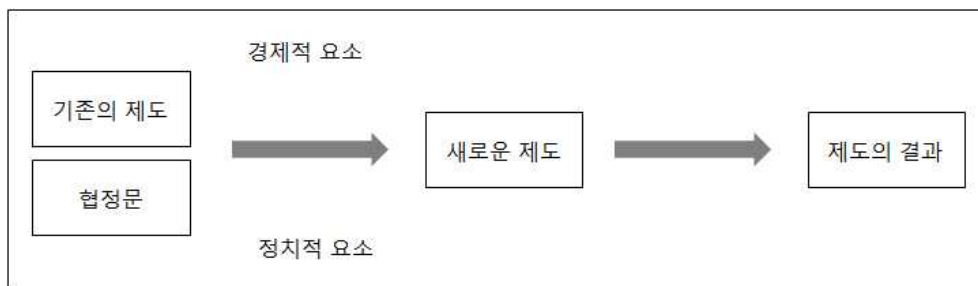 경제적 요소
기존의 제도
새로운 제도
제도의 결과
협정문
정치적 요소